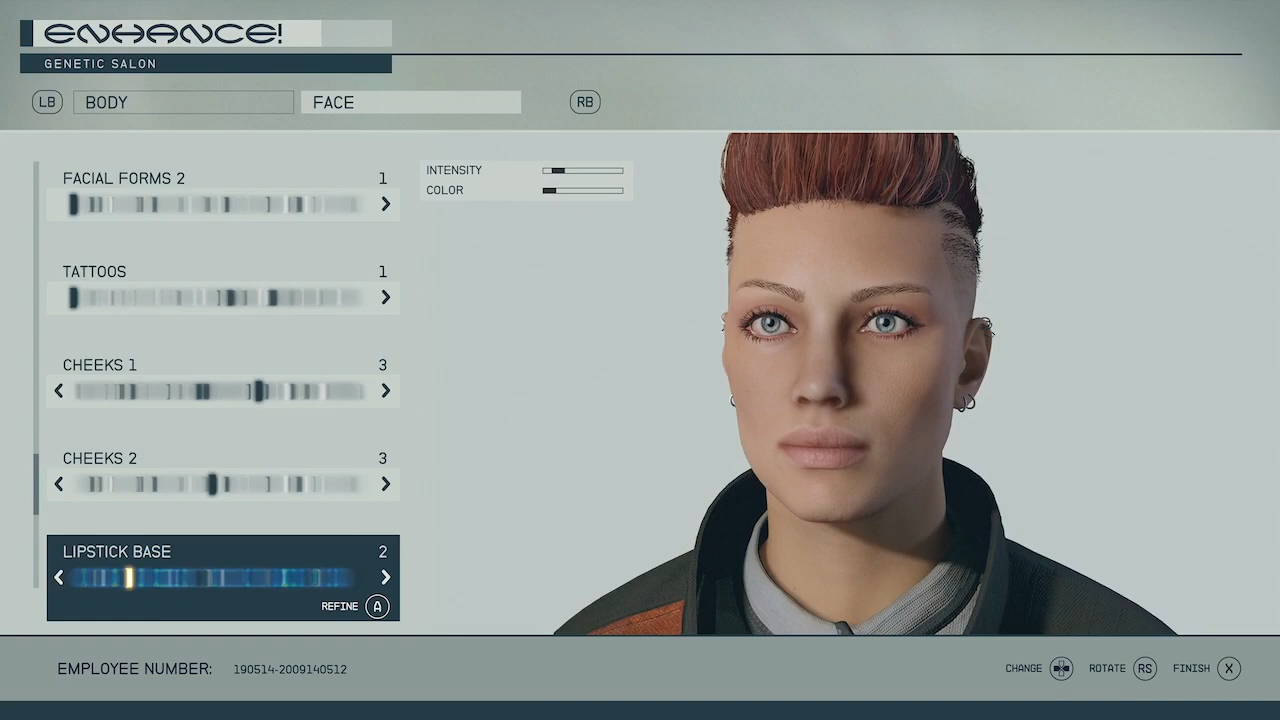 ENHANCE!
GENETIC SALON
LB BODY FACE RB
FACIAL FORMS 2 1
INTENSITY
COLOR
TATTOOS 1
CHEEKS 1 3
CHEEKS 2 3
LIPSTICK BASE 2
REFINE A
EMPLOYEE NUMBER: 190514-2009140512
CHANGE ROTATE RS FINISH X